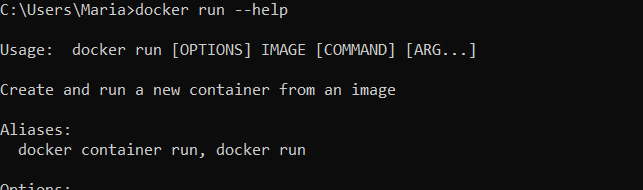 C:\Users\Maria>docker run --help
Usage:  docker run [OPTIONS] IMAGE [COMMAND] [ARG...]
Create and run a new container from an image
Aliases:
  docker container run, docker run
Options: